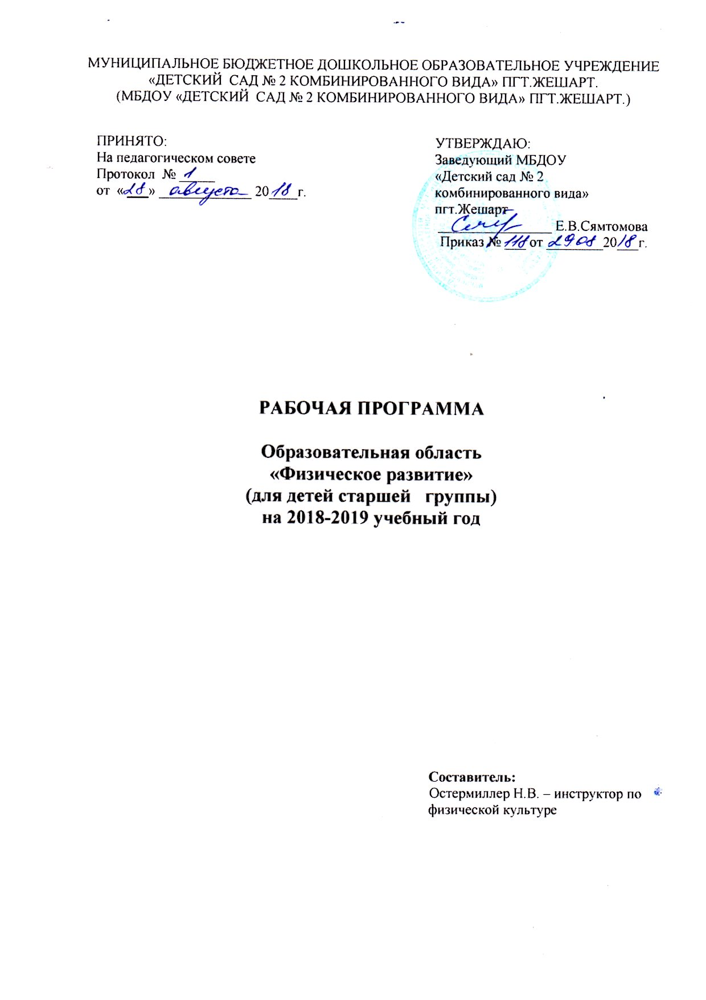 МУНИЦИПАЛЬНОЕ БЮДЖЕТНОЕ ДОШКОЛЬНОЕ ОБРАЗОВАТЕЛЬНОЕ УЧРЕЖДЕНИЕ
«ДЕТСКИЙ САД № 2 КОМБИНИРОВАННОГО ВИДА» ПГТ.ЖЕШАРТ.
(МБДОУ «ДЕТСКИЙ САД № 2 КОМБИНИРОВАННОГО ВИДА» ПГТ.ЖЕШАРТ.)
ПРИНЯТО:
На педагогическом совете
Протокол № 1
от «28» августа 2018г.
УТВЕРЖДАЮ:
Заведующий МБДОУ
«Детский сад № 2
комбинированного вида»
пгт.Жешарт
Е.В.Сямтомова
Приказ № 118 от 29 08 2018г.
РАБОЧАЯ ПРОГРАММА
Образовательная область
«Физическое развитие»
(для детей старшей группы)
на 2018-2019 учебный год
Составитель:
Остермиллер Н.В. – инструктор по
физической культуре